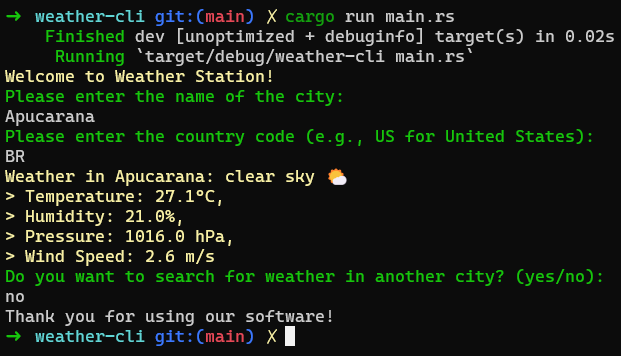 ➜ weather-cli git:(main) ✗ cargo run main.rs
Finished dev [unoptimized + debuginfo] target(s) in 0.02s
Running `target/debug/weather-cli main.rs`
Welcome to Weather Station!
Please enter the name of the city:
Apucarana
Please enter the country code (e.g., US for United States):
BR
Weather in Apucarana: clear sky 🌤️
> Temperature: 27.1°C,
> Humidity: 21.0%,
> Pressure: 1016.0 hPa,
> Wind Speed: 2.6 m/s
Do you want to search for weather in another city? (yes/no):
no
Thank you for using our software!
➜ weather-cli git:(main) ✗